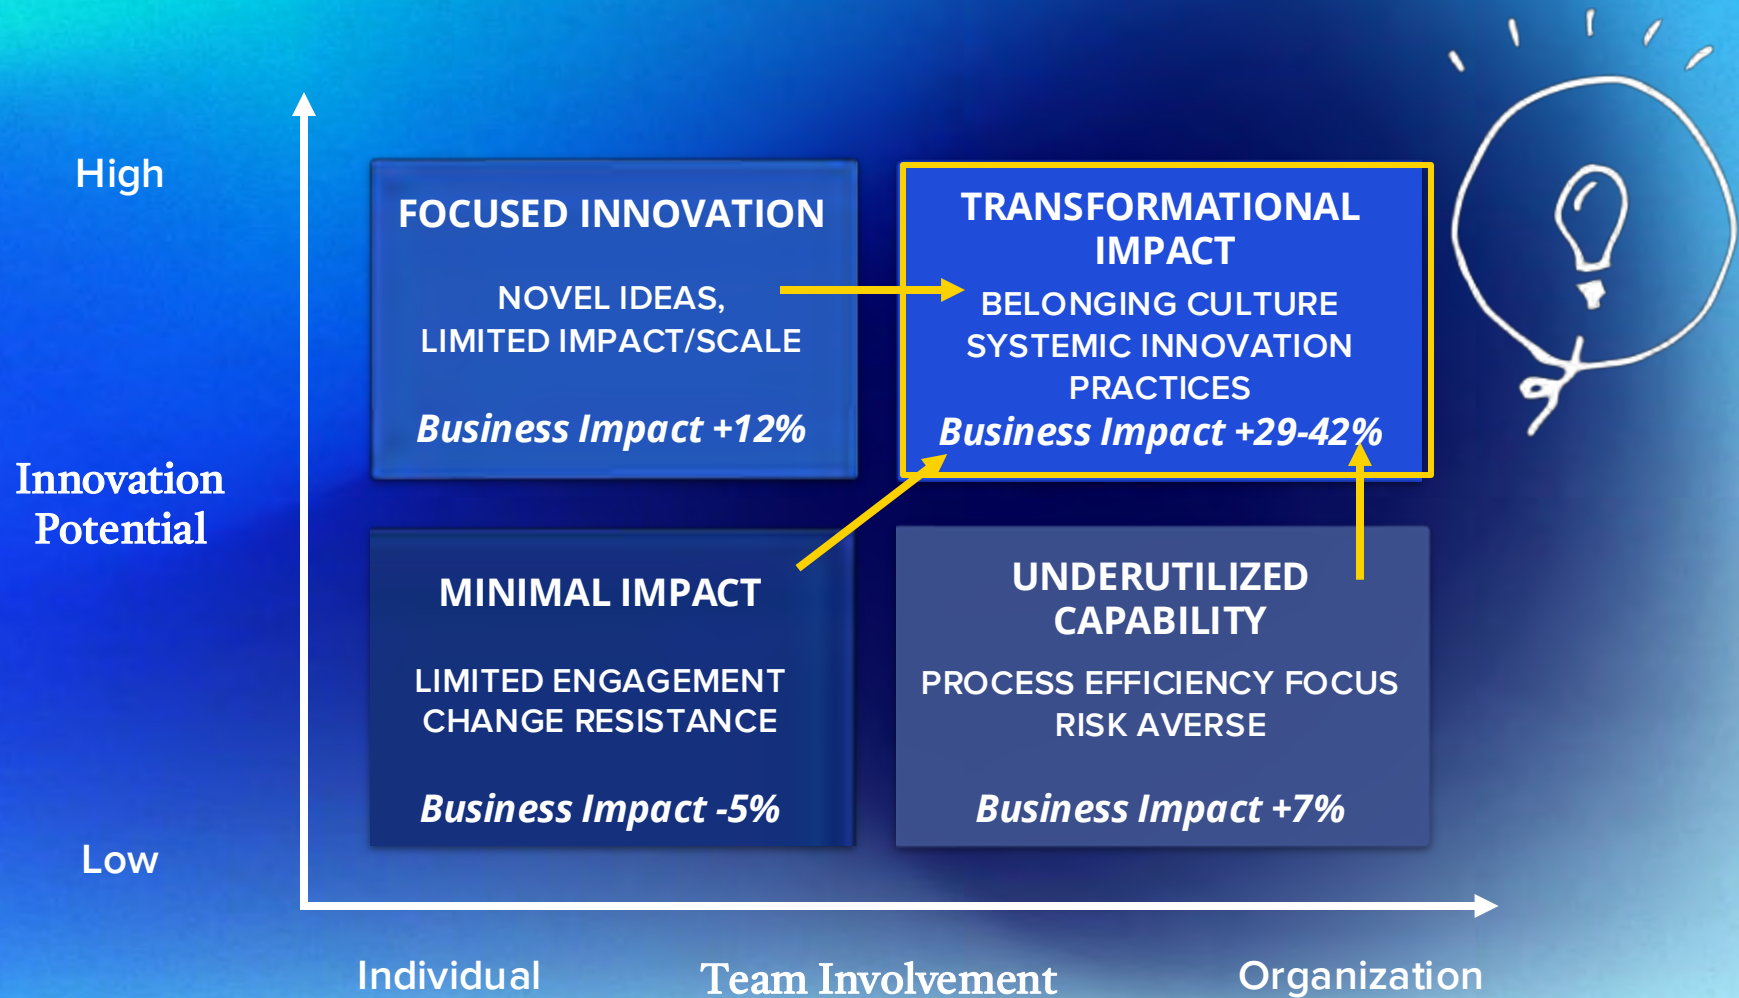 High
FOCUSED INNOVATION
NOVEL IDEAS,
LIMITED IMPACT/SCALE
Business Impact +12%
TRANSFORMATIONAL
IMPACT
BELONGING CULTURE
SYSTEMIC INNOVATION
PRACTICES
Business Impact +29-42%
Innovation
Potential
MINIMAL IMPACT
LIMITED ENGAGEMENT
CHANGE RESISTANCE
Business Impact -5%
UNDERUTILIZED
CAPABILITY
PROCESS EFFICIENCY FOCUS
RISK AVERSE
Business Impact +7%
Low
Individual
Team Involvement
Organization